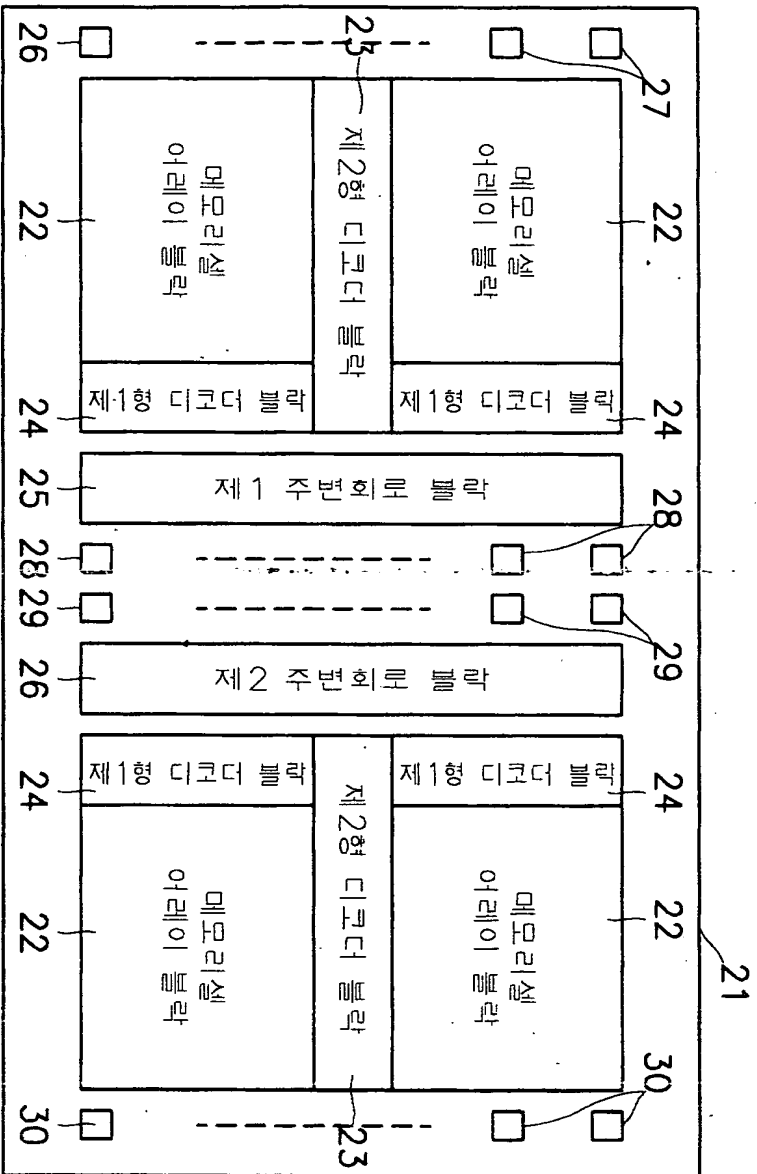 26
23
27
22
메모리셀
어레이 블락
제2형 디코더 블락
메모리셀
어레이 블락
22
24
제1형 디코더 블락
제1형 디코더 블락
24
25
제1 주변회로 블락
28
28
29
29
26
제2 주변회로 블락
24
제1형 디코더 블락
제1형 디코더 블락
24
22
메모리셀
어레이 블락
제2형 디코더 블락
메모리셀
어레이 블락
22
21
30
23
30